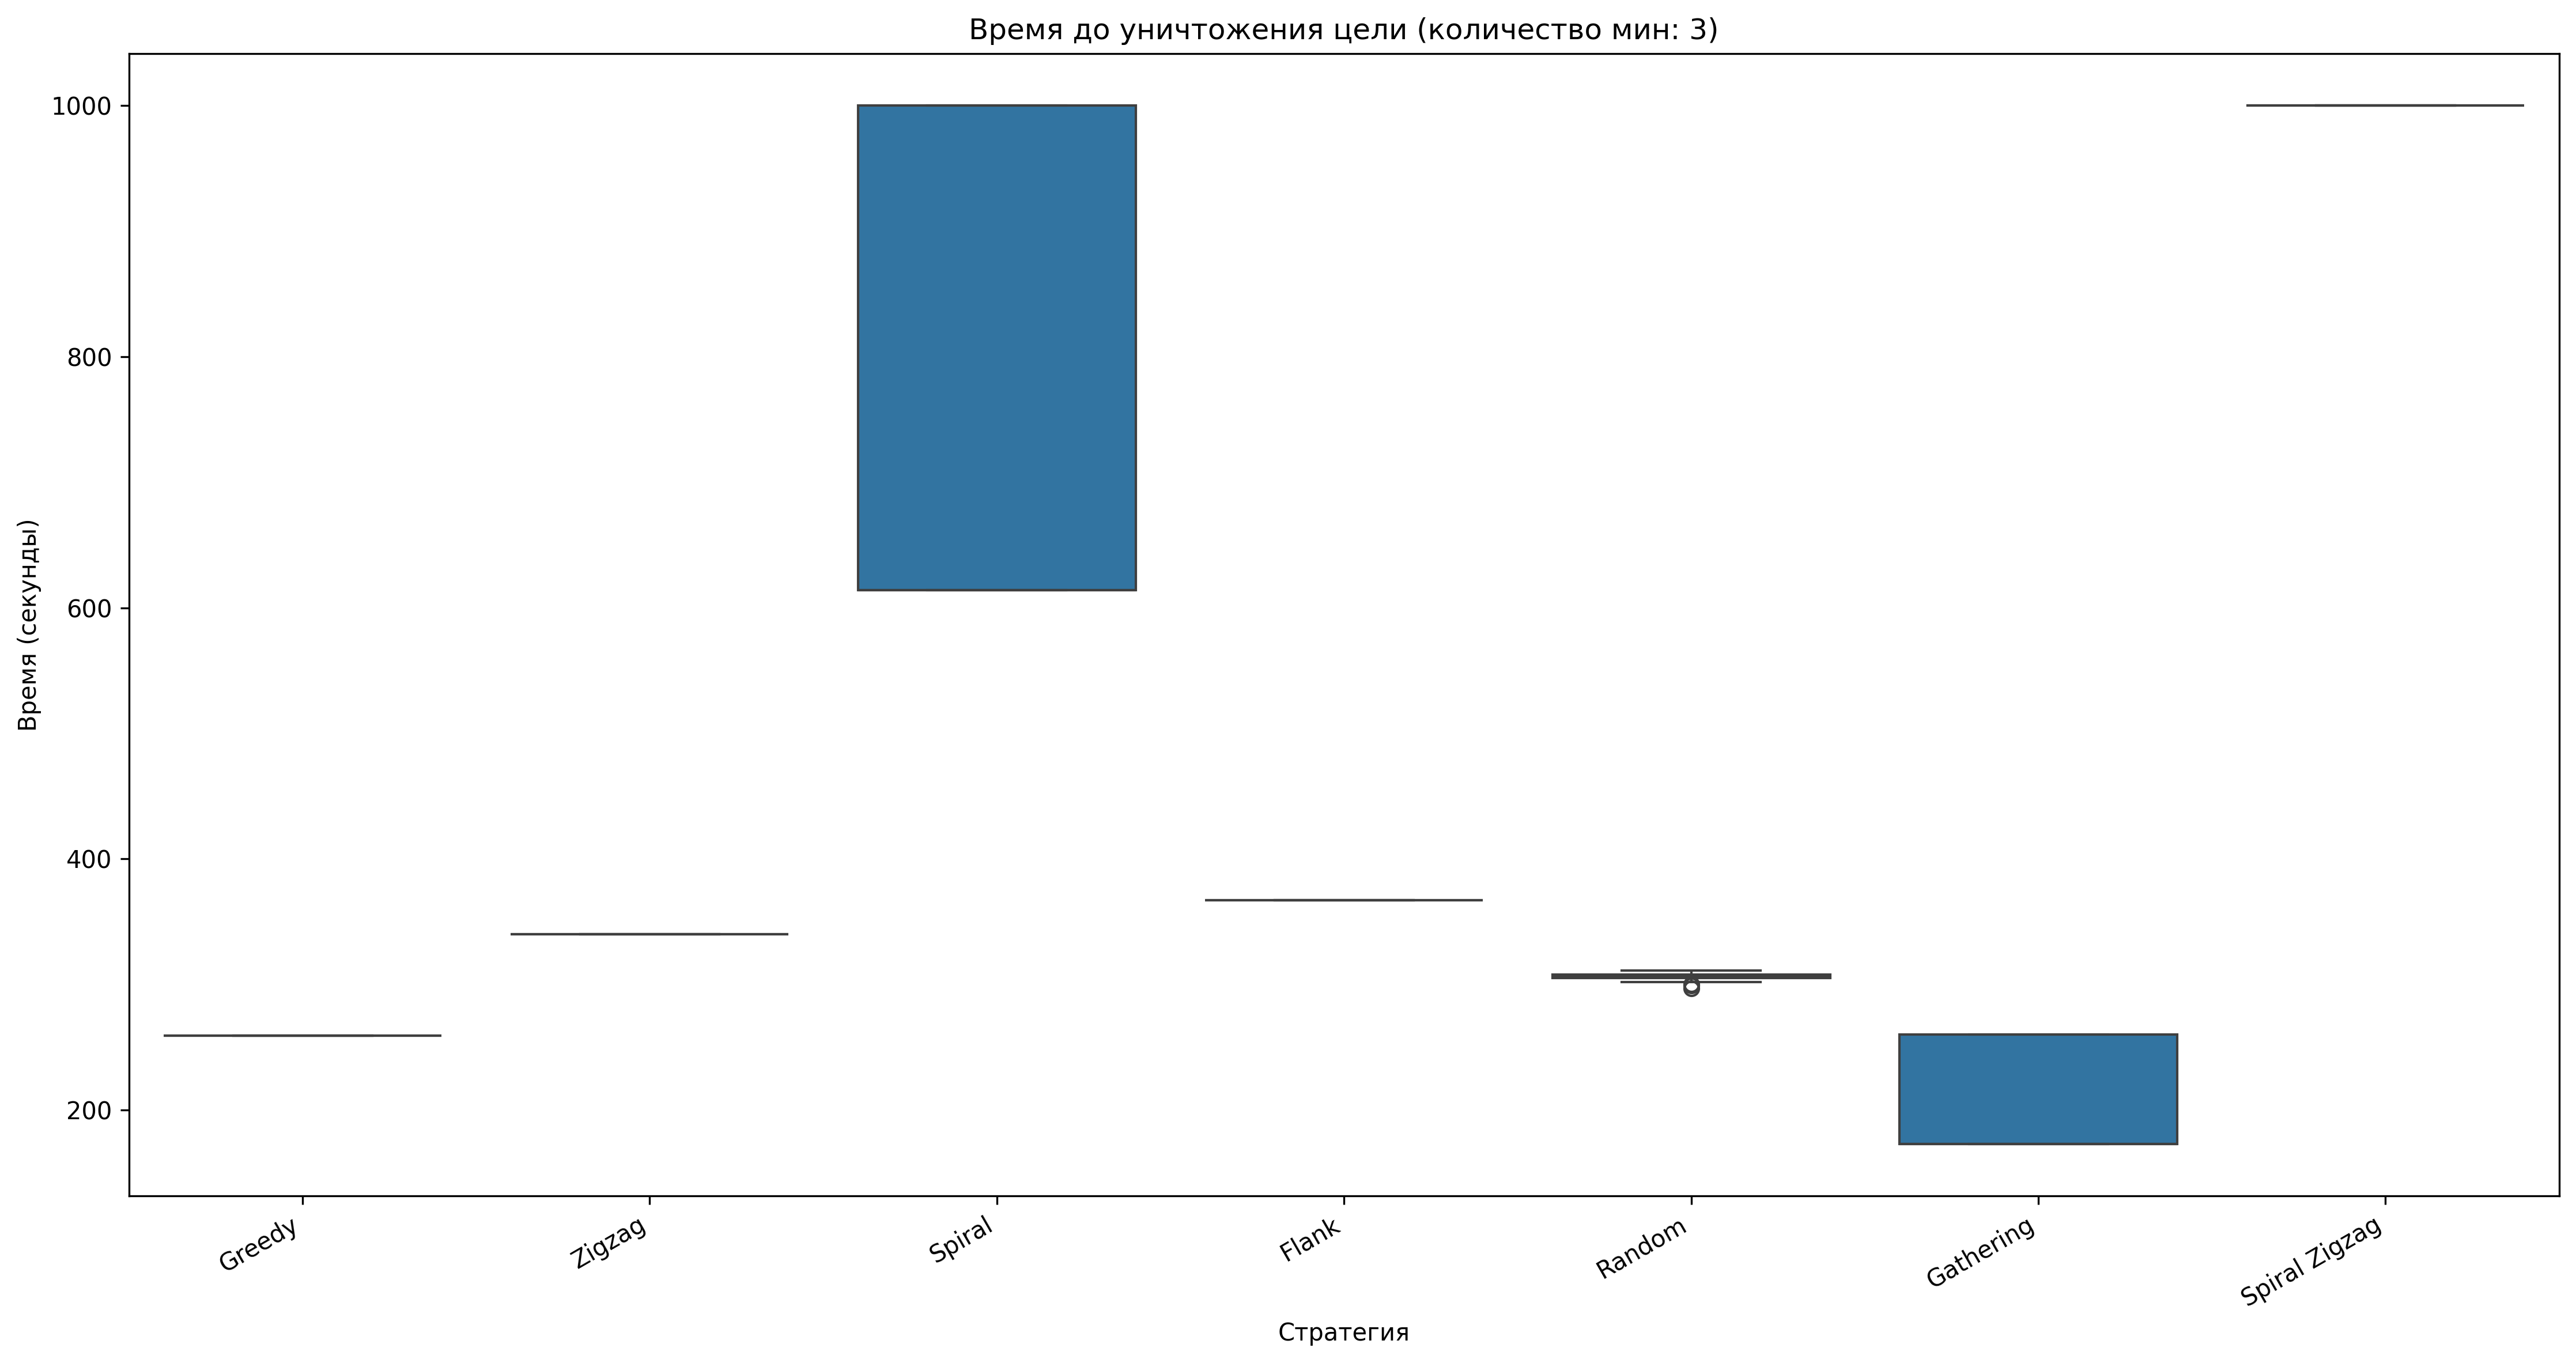 Время до уничтожения цели (количество мин: 3)
Время (секунды)
1000
800
600
400
200
Greedy
Zigzag
Spiral
Flank
Random
Gathering
Spiral Zigzag
Стратегия